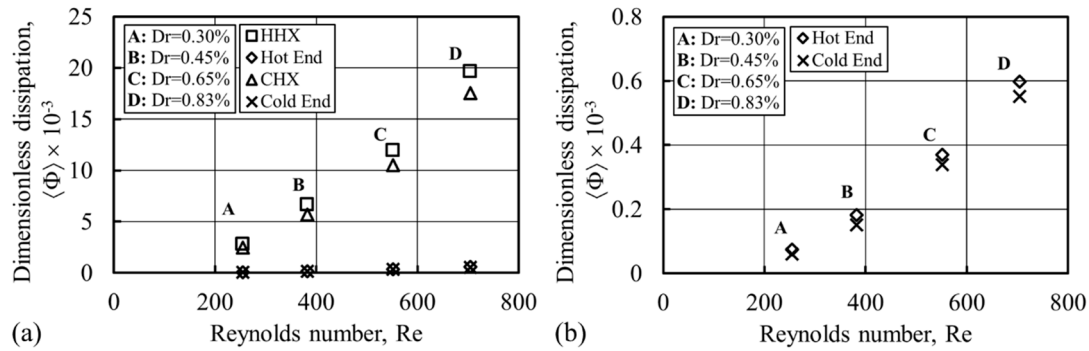 Dimensionless dissipation,
⟨Φ⟩ × 10⁻³
25
20
15
10
5
0
A: Dr=0.30%
B: Dr=0.45%
C: Dr=0.65%
D: Dr=0.83%
HHX
Hot End
CHX
Cold End
A
B
C
D
0 200 400 600 800
(a) Reynolds number, Re
Dimensionless dissipation,
⟨Φ⟩ × 10⁻³
0.8
0.6
0.4
0.2
0
A: Dr=0.30%
B: Dr=0.45%
C: Dr=0.65%
D: Dr=0.83%
Hot End
Cold End
A
B
C
D
0 200 400 600 800
(b) Reynolds number, Re